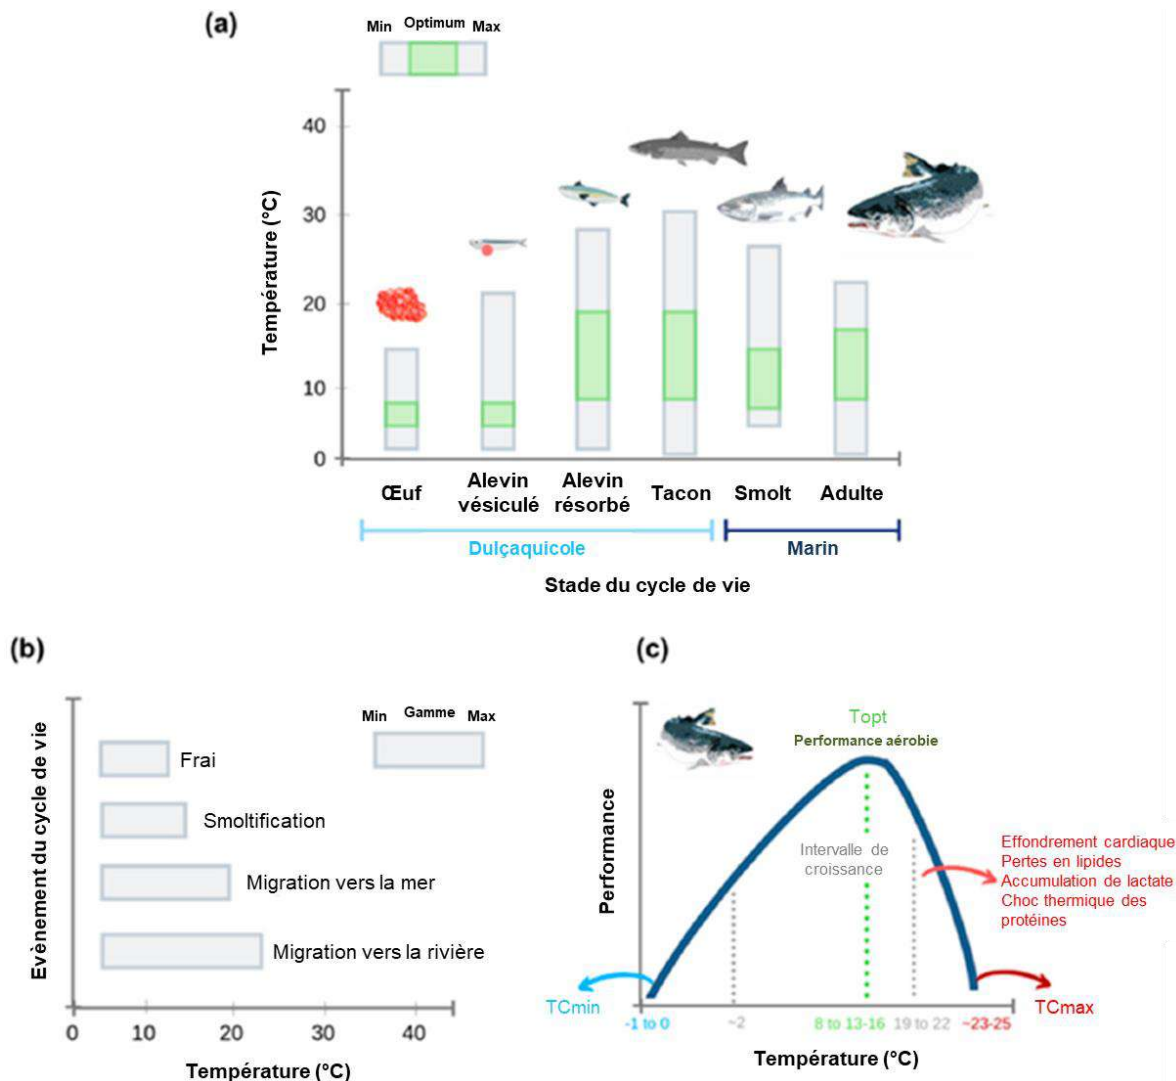 (a)
Min Optimum Max
Température (°C)
40
30
20
10
0
Œuf
Alevin
vésiculé
Alevin
résorbé
Tacon
Smolt
Adulte
Dulçaquicole
Marin
Stade du cycle de vie
(b)
Evènement du cycle de vie
Min Gamme Max
Frai
Smoltification
Migration vers la mer
Migration vers la rivière
0 10 20 30 40
Température (°C)
(c)
Performance
Topt
Performance aérobie
Intervalle de
croissance
Effondrement cardiaque
Pertes en lipides
Accumulation de lactate
Choc thermique des
protéines
TCmin
TCmax
-1 to 0 ~2 8 to 13-16 19 to 22 ~23-25
Température (°C)